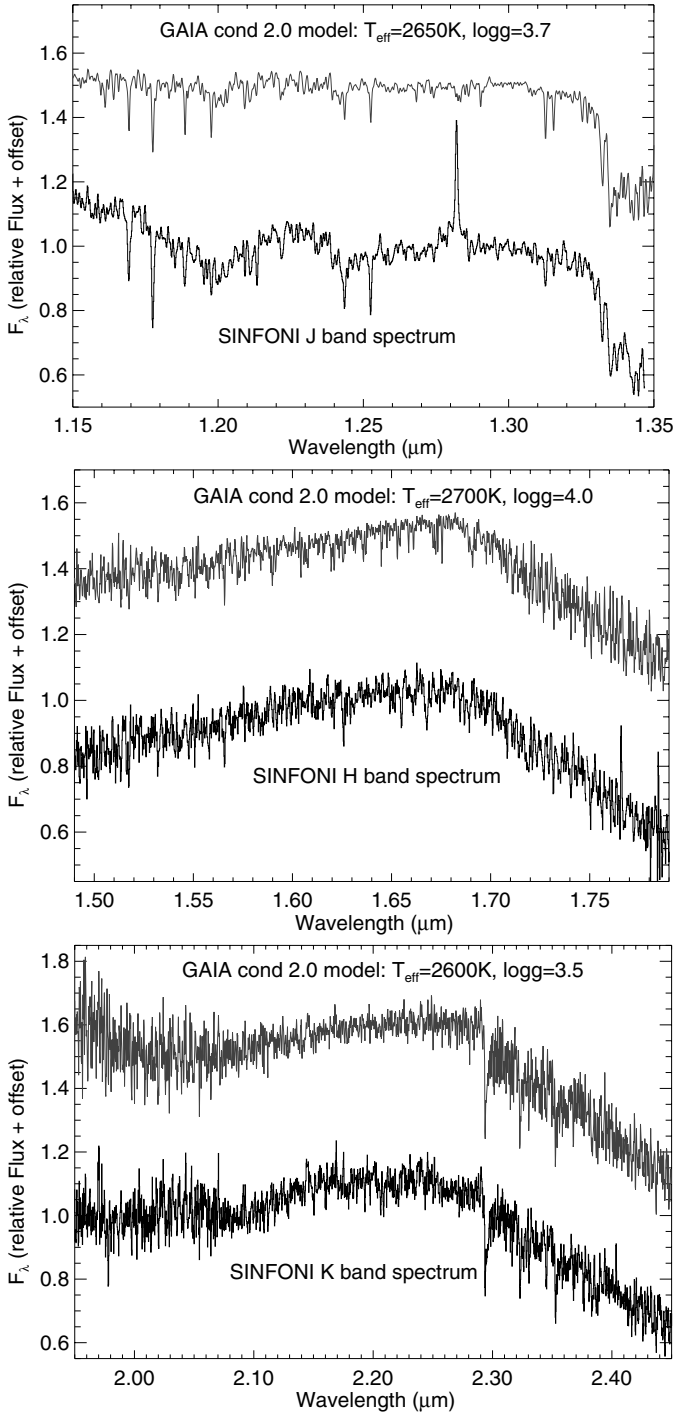 GAIA cond 2.0 model: Teff=2650K, logg=3.7
1.6
1.4
1.2
1.0
0.8
0.6
Fλ (relative Flux + offset)
SINFONI J band spectrum
1.15 1.20 1.25 1.30 1.35
Wavelength (μm)
GAIA cond 2.0 model: Teff=2700K, logg=4.0
1.6
1.4
1.2
1.0
0.8
0.6
Fλ (relative Flux + offset)
SINFONI H band spectrum
1.50 1.55 1.60 1.65 1.70 1.75
Wavelength (μm)
GAIA cond 2.0 model: Teff=2600K, logg=3.5
1.8
1.6
1.4
1.2
1.0
0.8
0.6
Fλ (relative Flux + offset)
SINFONI K band spectrum
2.00 2.10 2.20 2.30 2.40
Wavelength (μm)